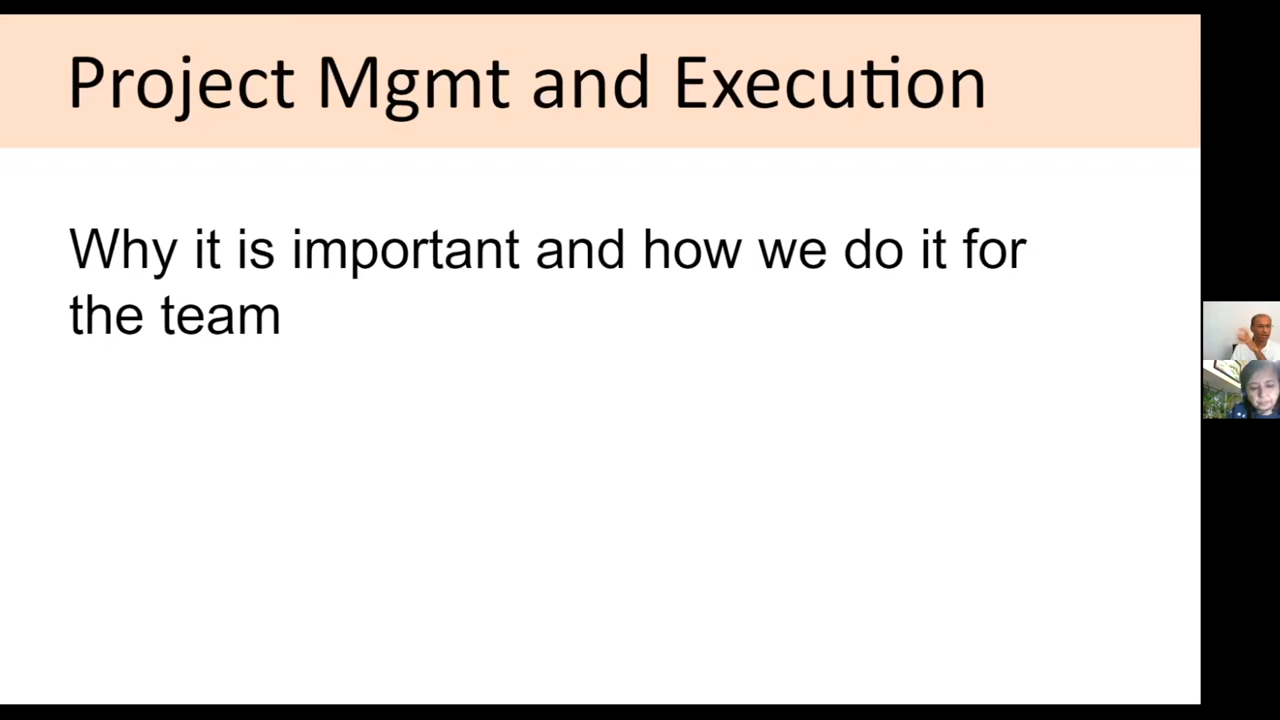 Project Mgmt and Execution
Why it is important and how we do it for
the team